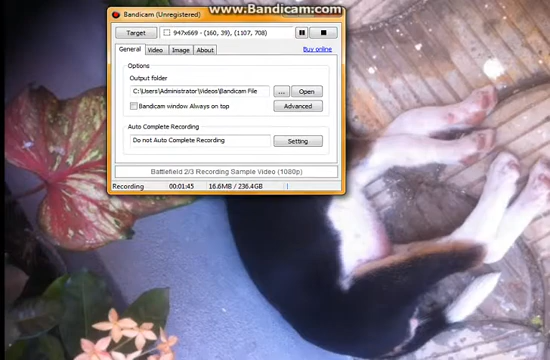 www.Bandicam.com
Bandicam (Unregistered)
Target
947x669 - (160, 39), (1107, 708)
General Video Image About
Buy online
Options
Output folder
C:\Users\Administrator\Videos\Bandicam File
... Open
Bandicam window Always on top
Advanced
Auto Complete Recording
Do not Auto Complete Recording
Setting
Battlefield 2/3 Recording Sample Video (1080p)
Recording 00:01:45 16.6MB / 236.4GB